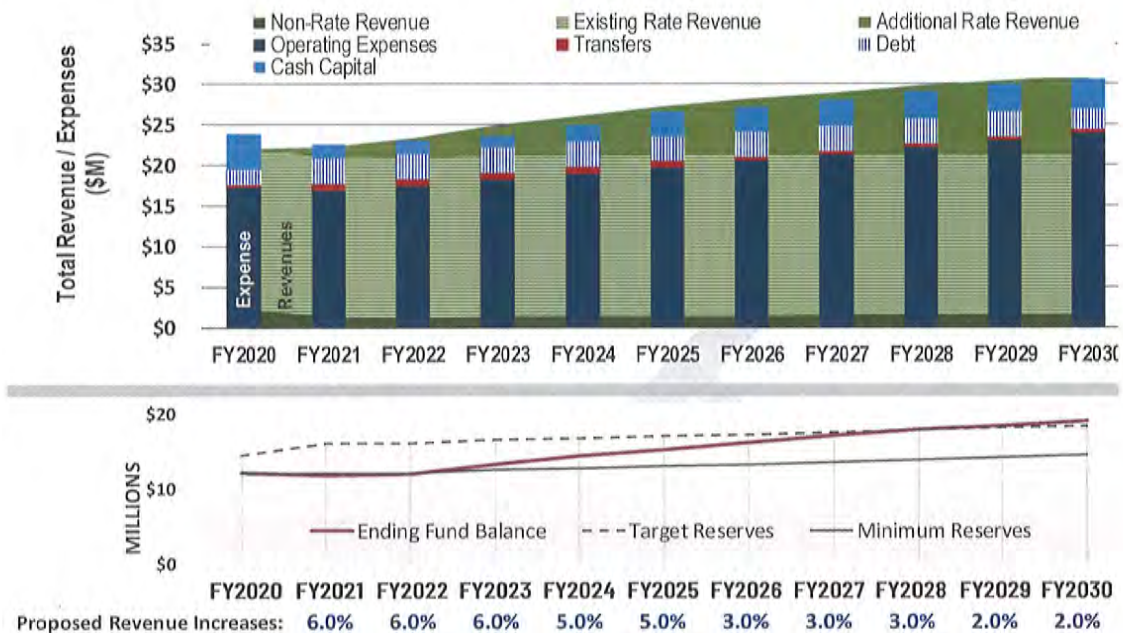 Non-Rate Revenue Existing Rate Revenue Additional Rate Revenue
Operating Expenses Transfers Debt
Cash Capital
Total Revenue / Expenses
($M)
$35
$30
$25
$20
$15
$10
$5
$0
Expense
Revenues
FY2020 FY2021 FY2022 FY2023 FY2024 FY2025 FY2026 FY2027 FY2028 FY2029 FY2030
MILLIONS
$20
$10
$0
Ending Fund Balance Target Reserves Minimum Reserves
FY2020 FY2021 FY2022 FY2023 FY2024 FY2025 FY2026 FY2027 FY2028 FY2029 FY2030
Proposed Revenue Increases: 6.0% 6.0% 6.0% 5.0% 5.0% 3.0% 3.0% 3.0% 2.0% 2.0%